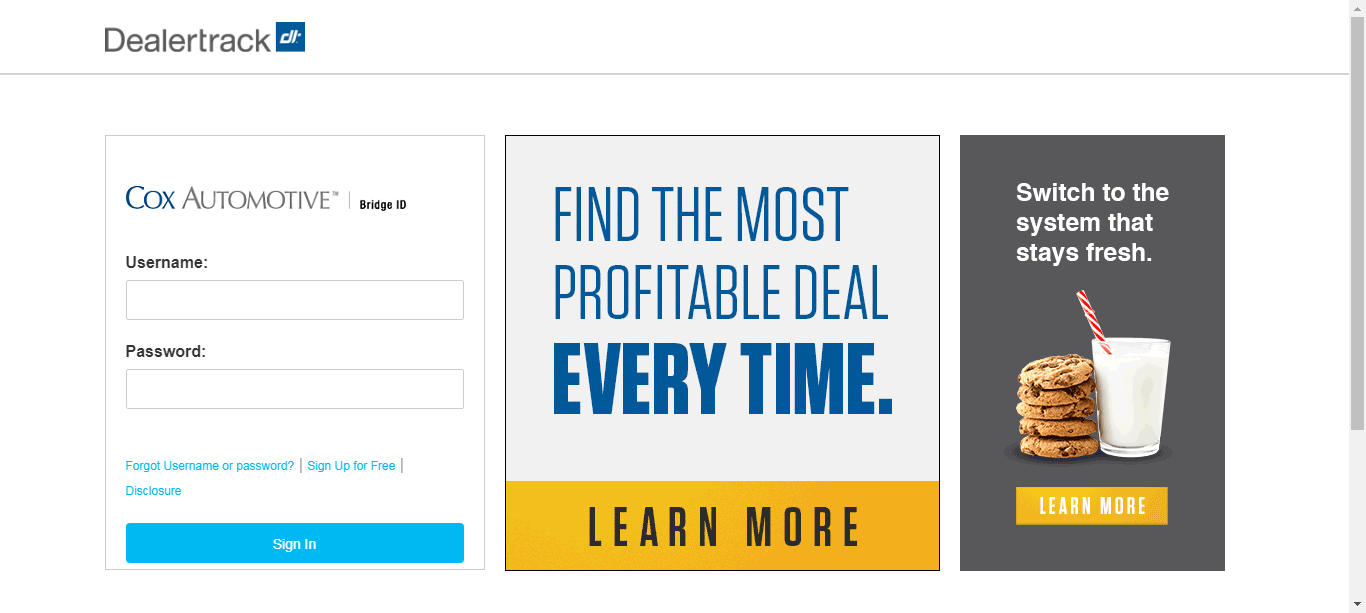 Dealertrack dt
COX AUTOMOTIVE™ | Bridge ID
Username:
Password:
Forgot Username or password? | Sign Up for Free |
Disclosure
Sign In
FIND THE MOST
PROFITABLE DEAL
EVERY TIME.
LEARN MORE
Switch to the
system that
stays fresh.
LEARN MORE